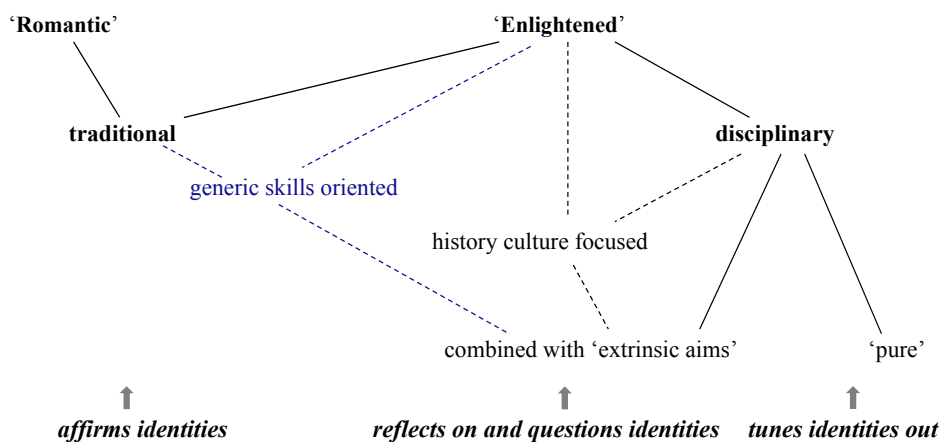 ‘Romantic’
‘Enlightened’
traditional
disciplinary
generic skills oriented
history culture focused
combined with ‘extrinsic aims’
‘pure’
affirms identities
reflects on and questions identities
tunes identities out